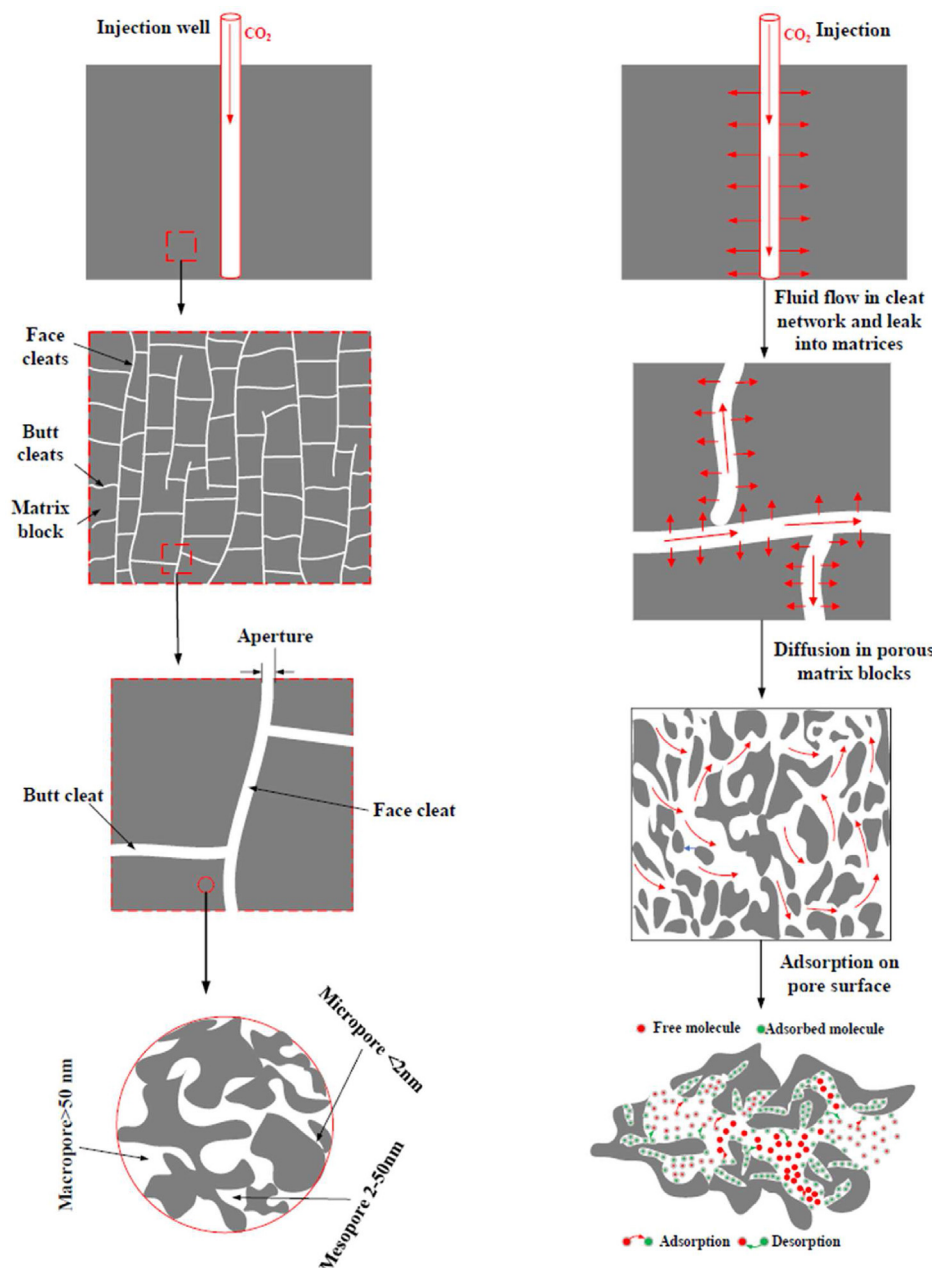 Injection well
CO₂
Face
cleats
Butt
cleats
Matrix
block
Aperture
Butt cleat
Face cleat
Macropore>50 nm
Micropore <2nm
Mesopore 2-50nm
CO₂ Injection
Fluid flow in cleat
network and leak
into matrices
Diffusion in porous
matrix blocks
Adsorption on
pore surface
Free molecule
Adsorbed molecule
Adsorption
Desorption